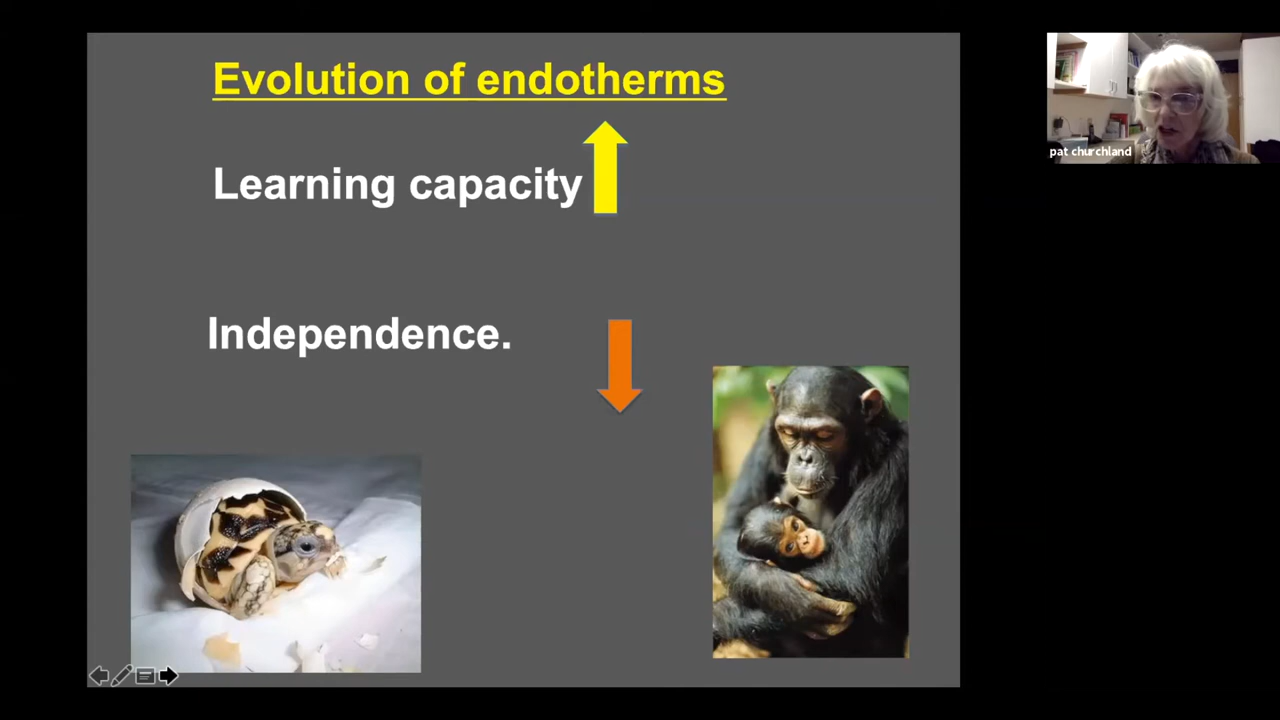 Evolution of endotherms
Learning capacity
Independence.
pat churchland